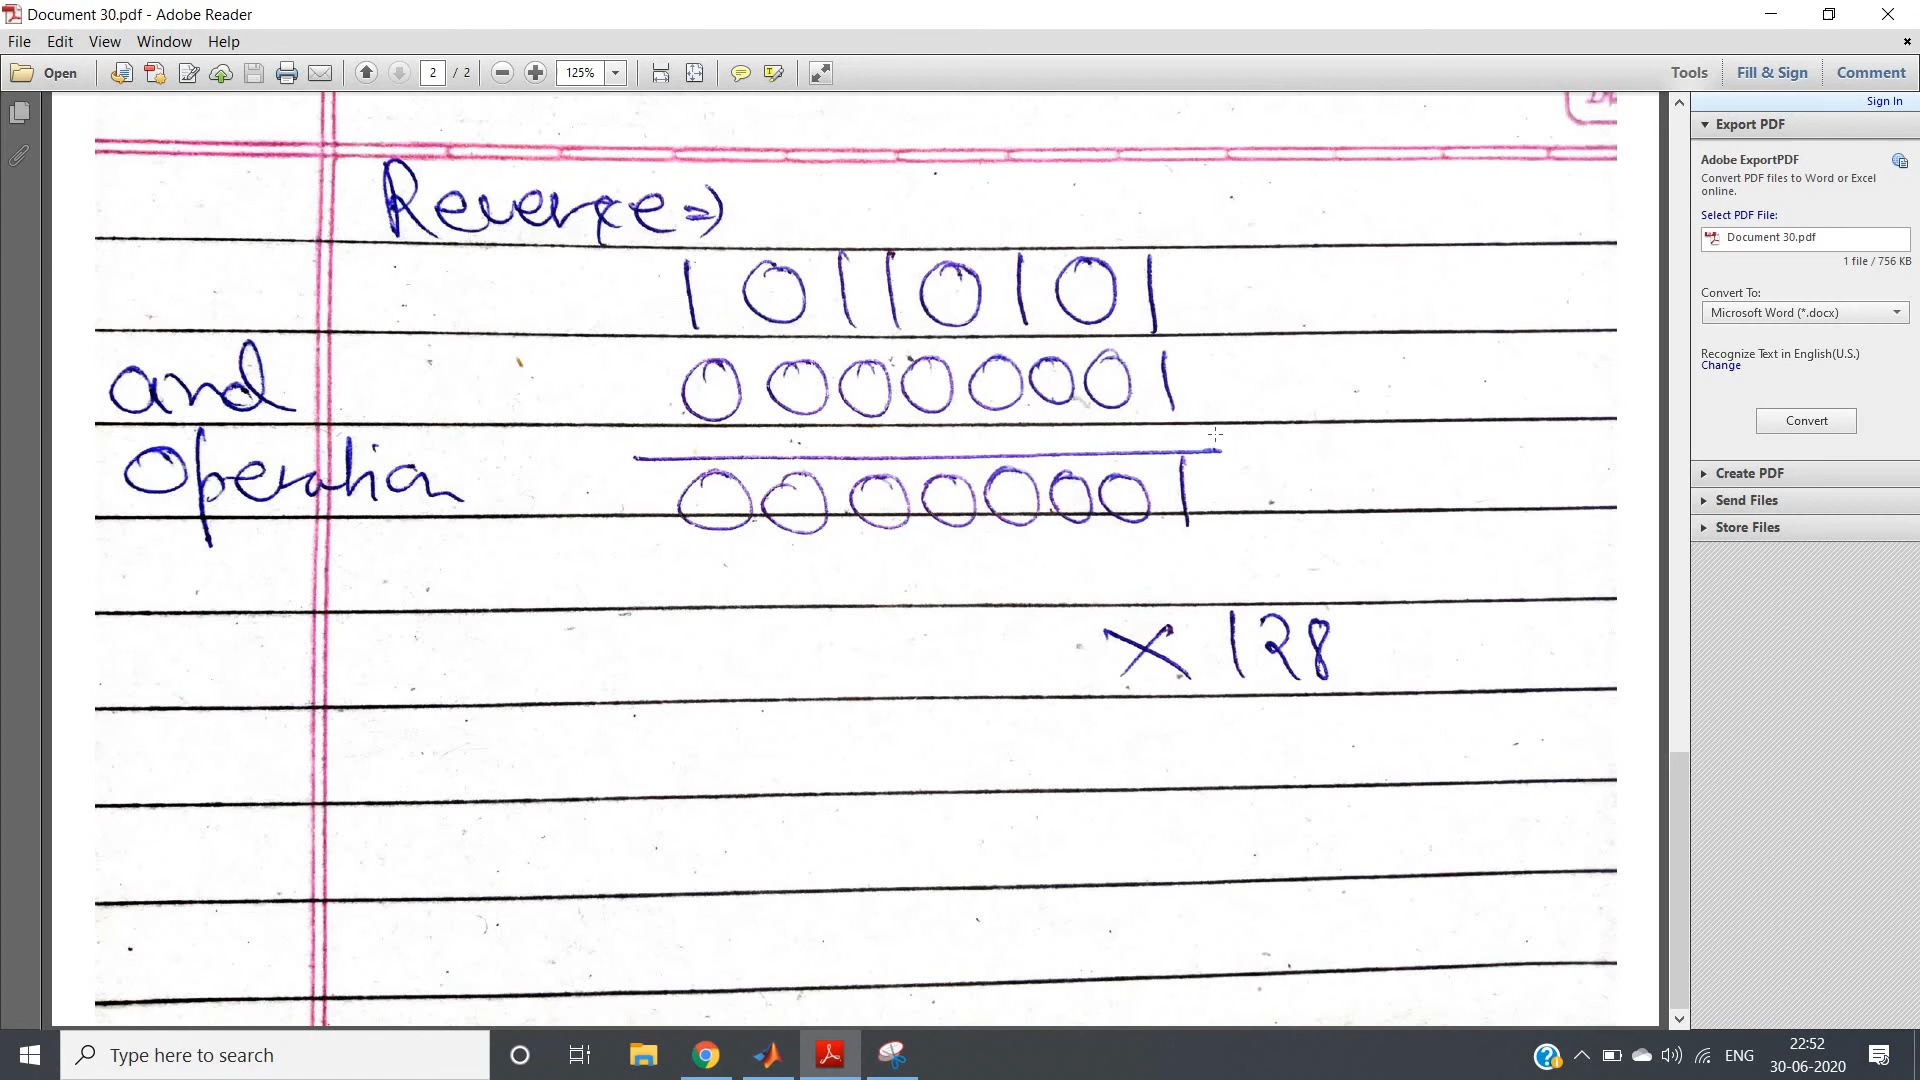 Document 30.pdf - Adobe Reader
File Edit View Window Help
Open 2 / 2 125% Tools Fill & Sign Comment
Sign In
Export PDF
Adobe ExportPDF
Convert PDF files to Word or Excel
online.
Select PDF File:
Document 30.pdf
1 file / 756 KB
Convert To:
Microsoft Word (*.docx)
Recognize Text in English(U.S.)
Change
Convert
Create PDF
Send Files
Store Files
Reverse =>
1 0 1 1 0 1 0 1
and 0 0 0 0 0 0 0 1
Operation 0 0 0 0 0 0 0 1
× 128
Type here to search
ENG
22:52
30-06-2020